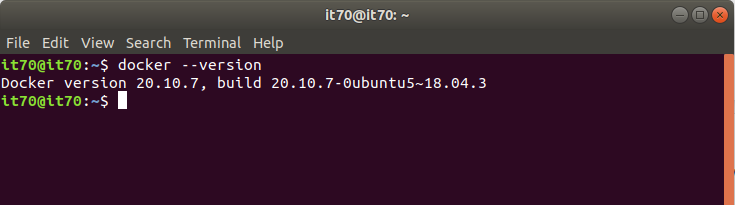 it70@it70: ~
File Edit View Search Terminal Help
it70@it70:~$ docker --version
Docker version 20.10.7, build 20.10.7-0ubuntu5~18.04.3
it70@it70:~$